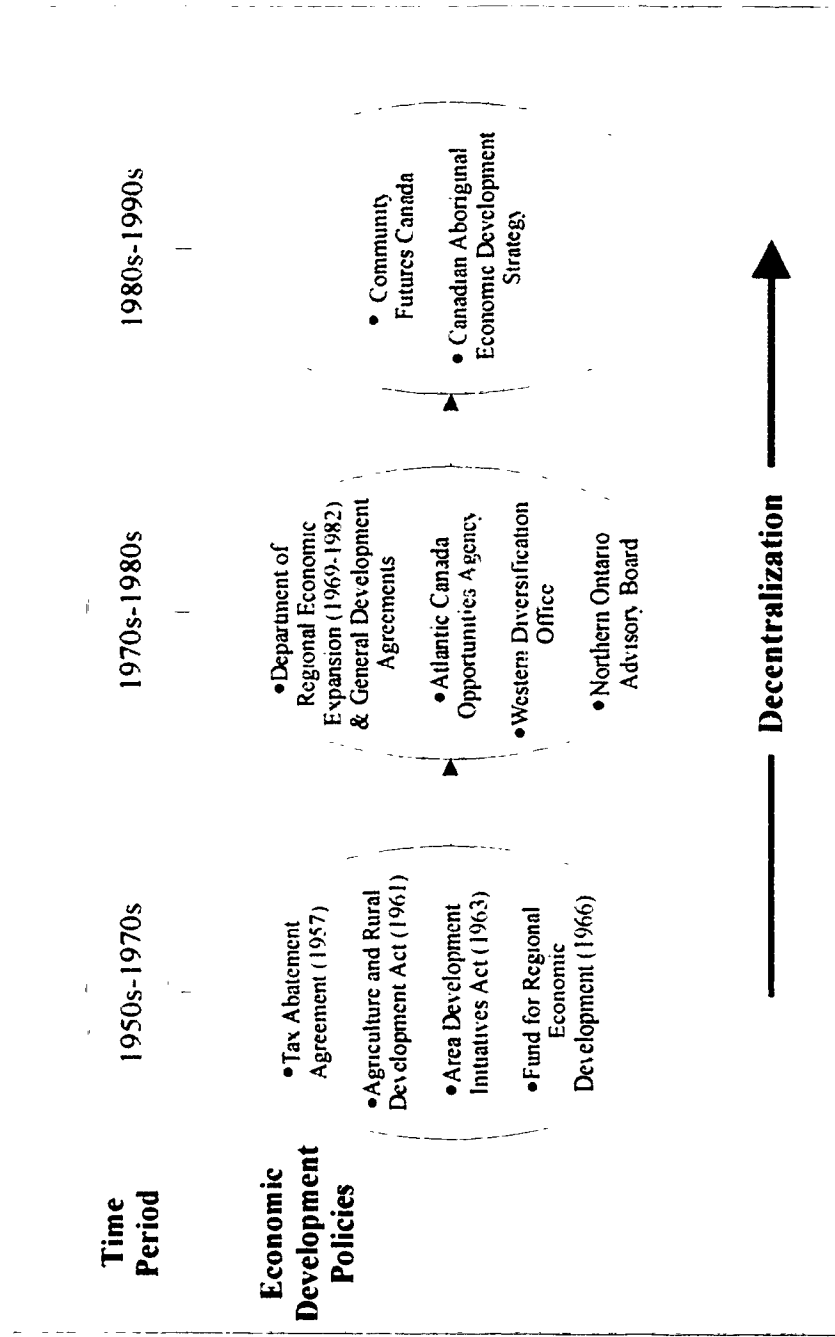 Time
Period
1950s-1970s
1970s-1980s
1980s-1990s
Economic
Development
Policies
•Tax Abatement
Agreement (1957)
•Agriculture and Rural
Development Act (1961)
•Area Development
Initiatives Act (1963)
•Fund for Regional
Economic
Development (1966)
•Department of
Regional Economic
Expansion (1969-1982)
& General Development
Agreements
•Atlantic Canada
Opportunities Agency
•Western Diversification
Office
•Northern Ontario
Advisory Board
• Community
Futures Canada
• Canadian Aboriginal
Economic Development
Strategy
Decentralization